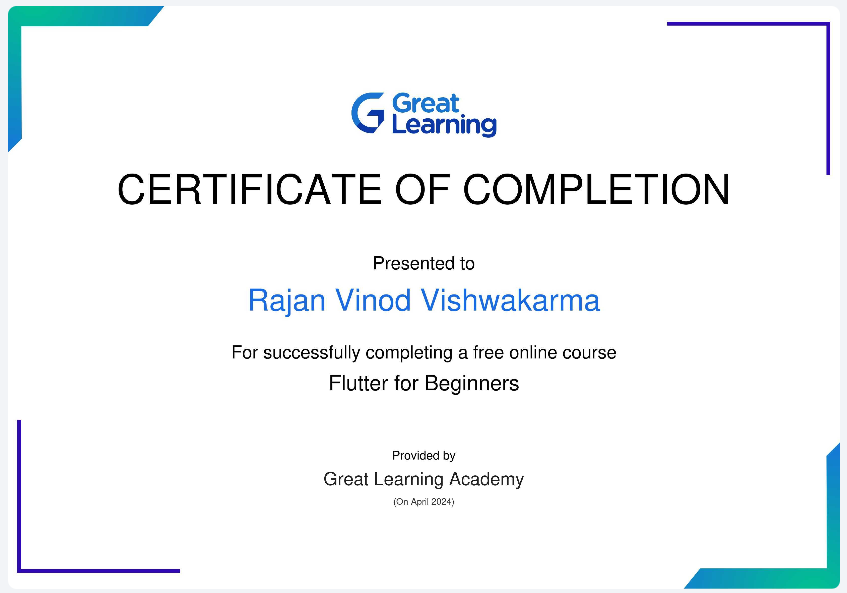 Great
Learning
CERTIFICATE OF COMPLETION
Presented to
Rajan Vinod Vishwakarma
For successfully completing a free online course
Flutter for Beginners
Provided by
Great Learning Academy
(On April 2024)